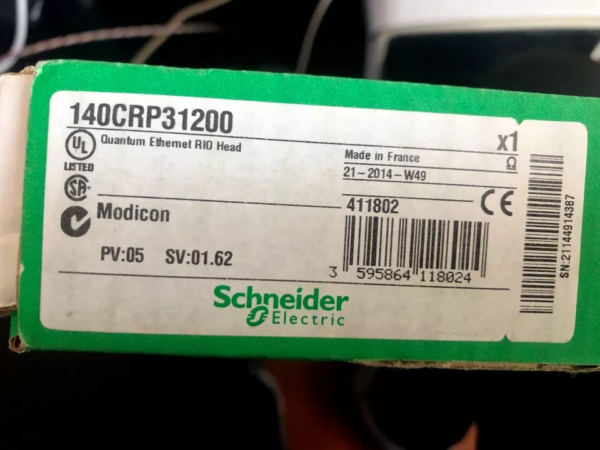 140CRP31200
x1
Quantum Ethernet RIO Head
Made in France
Ω
UL
LISTED
21-2014-W49
SA
411802
CE
Modicon
PV:05 SV:01.62
3 595864 118024
SN:21144914387
Schneider
Electric